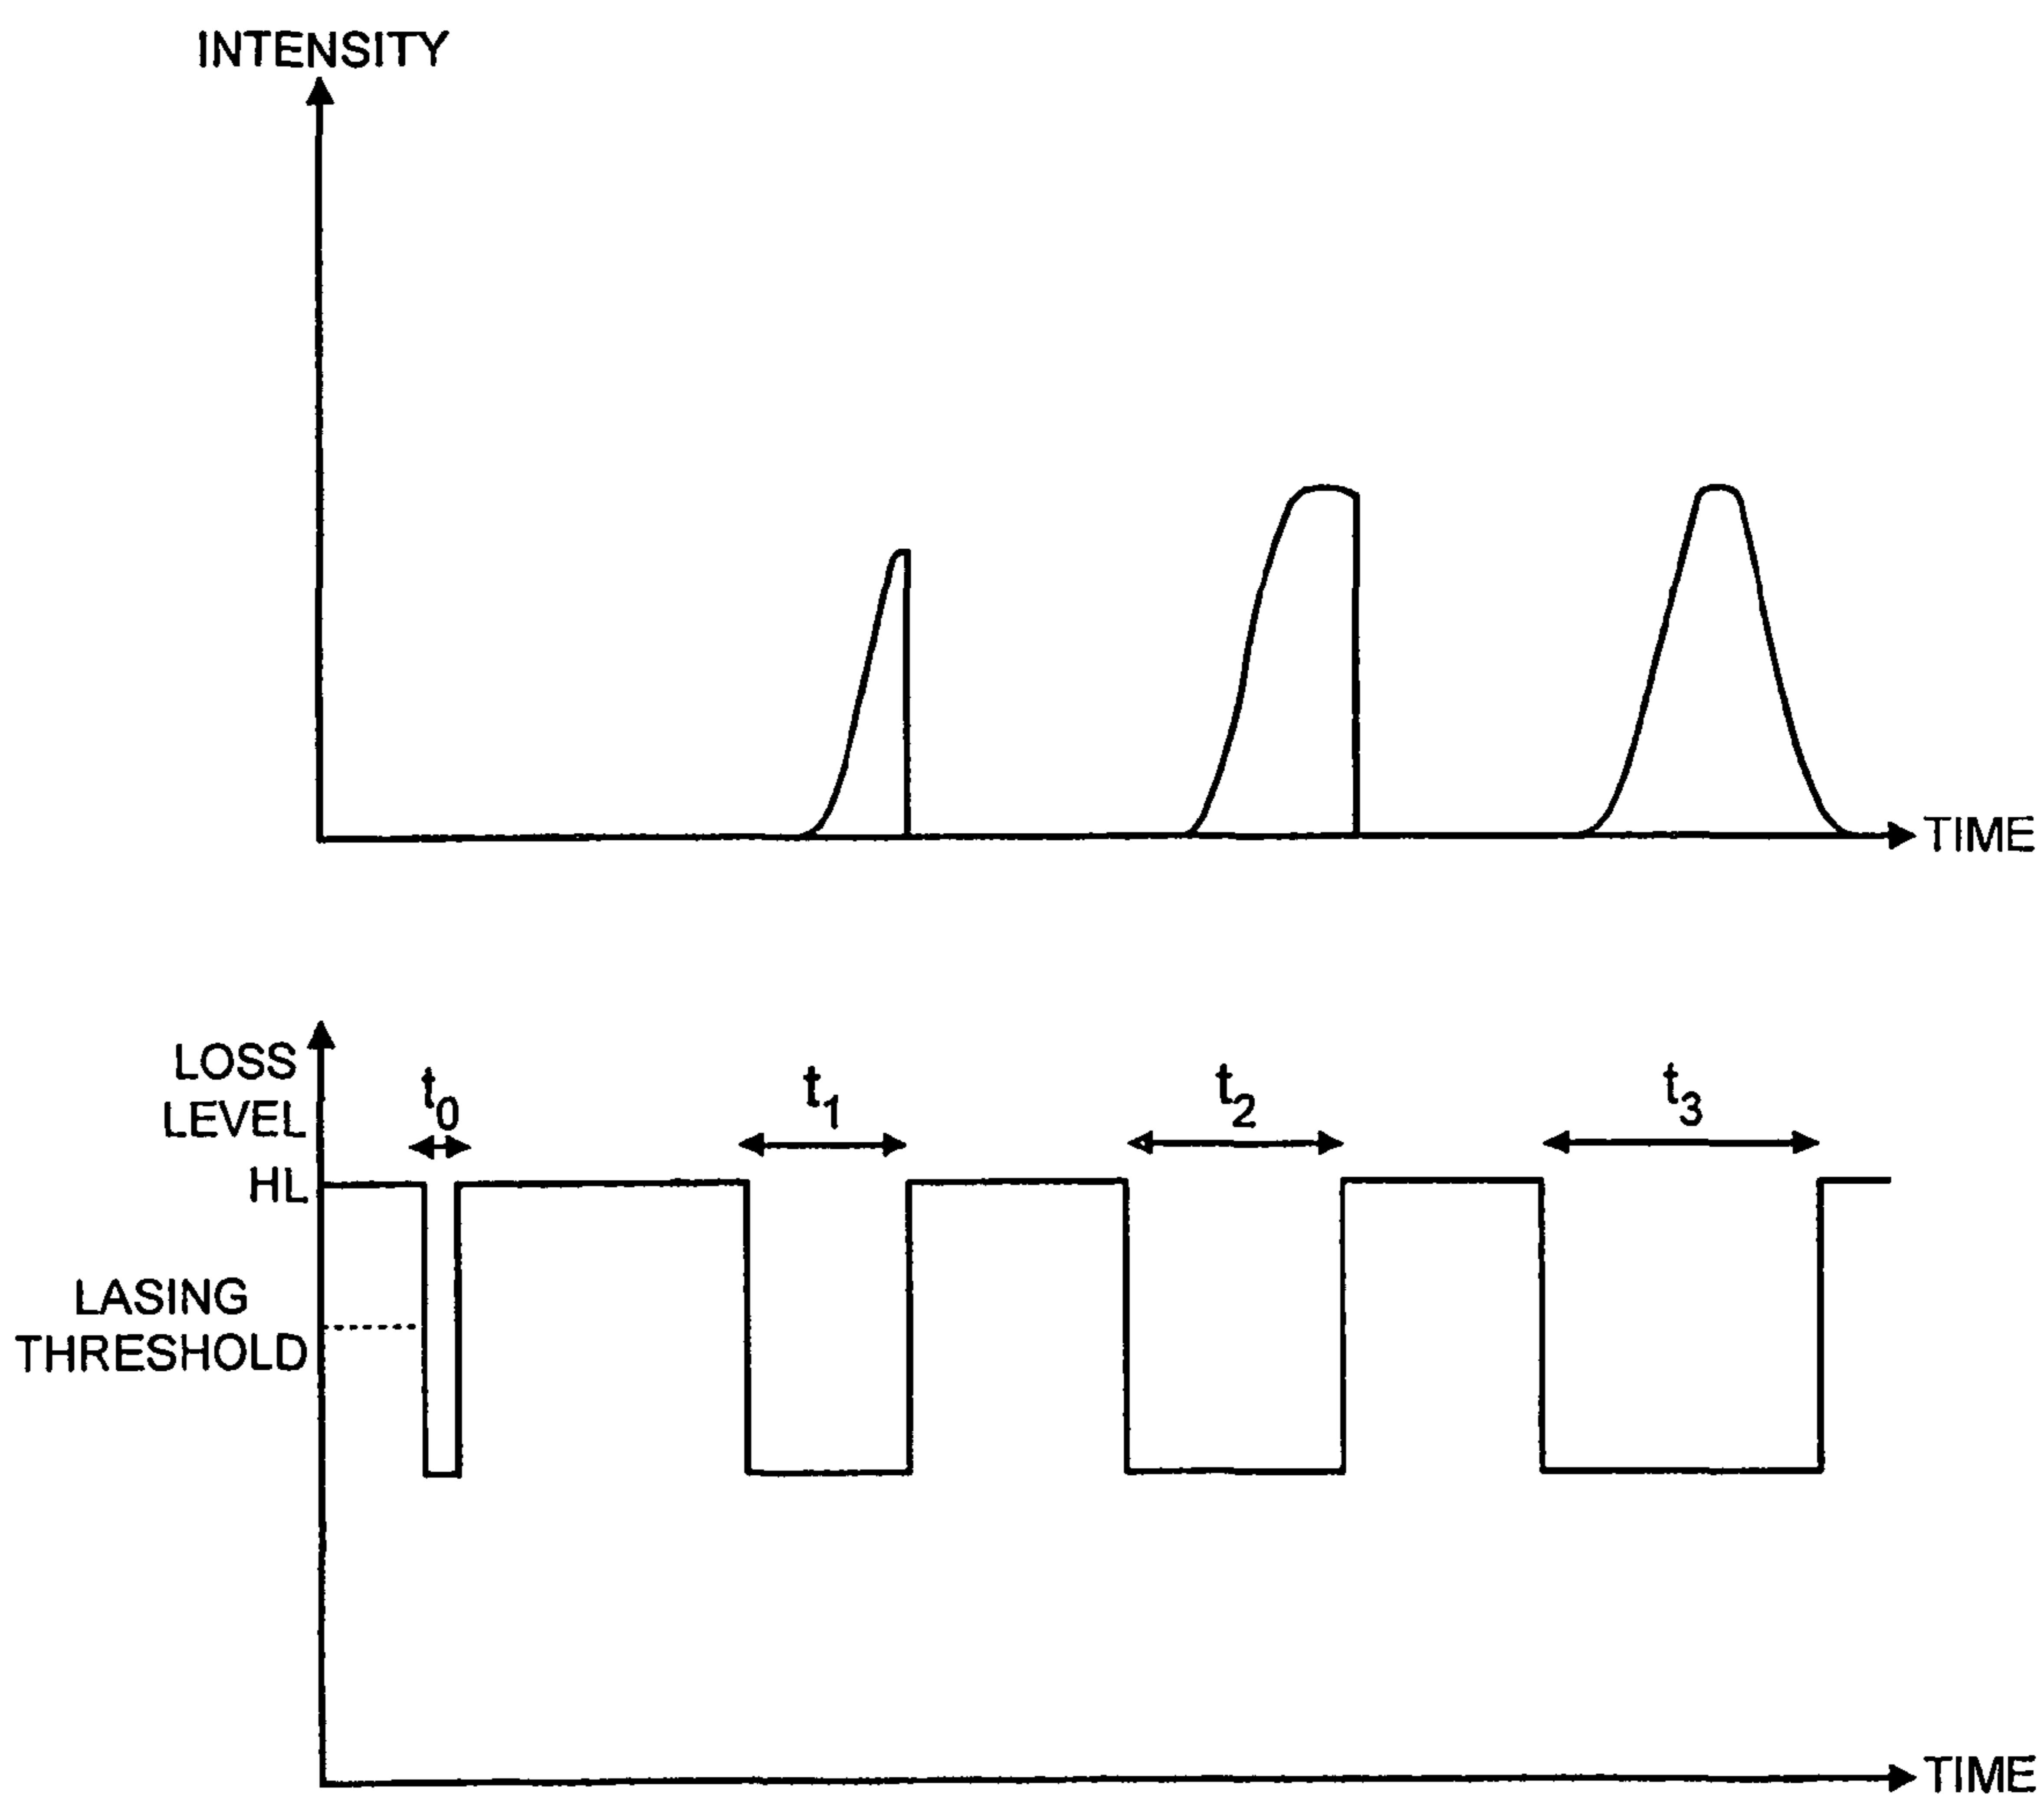 INTENSITY
TIME
LOSS
LEVEL
t0
t1
t2
t3
HL
LASING
THRESHOLD
TIME